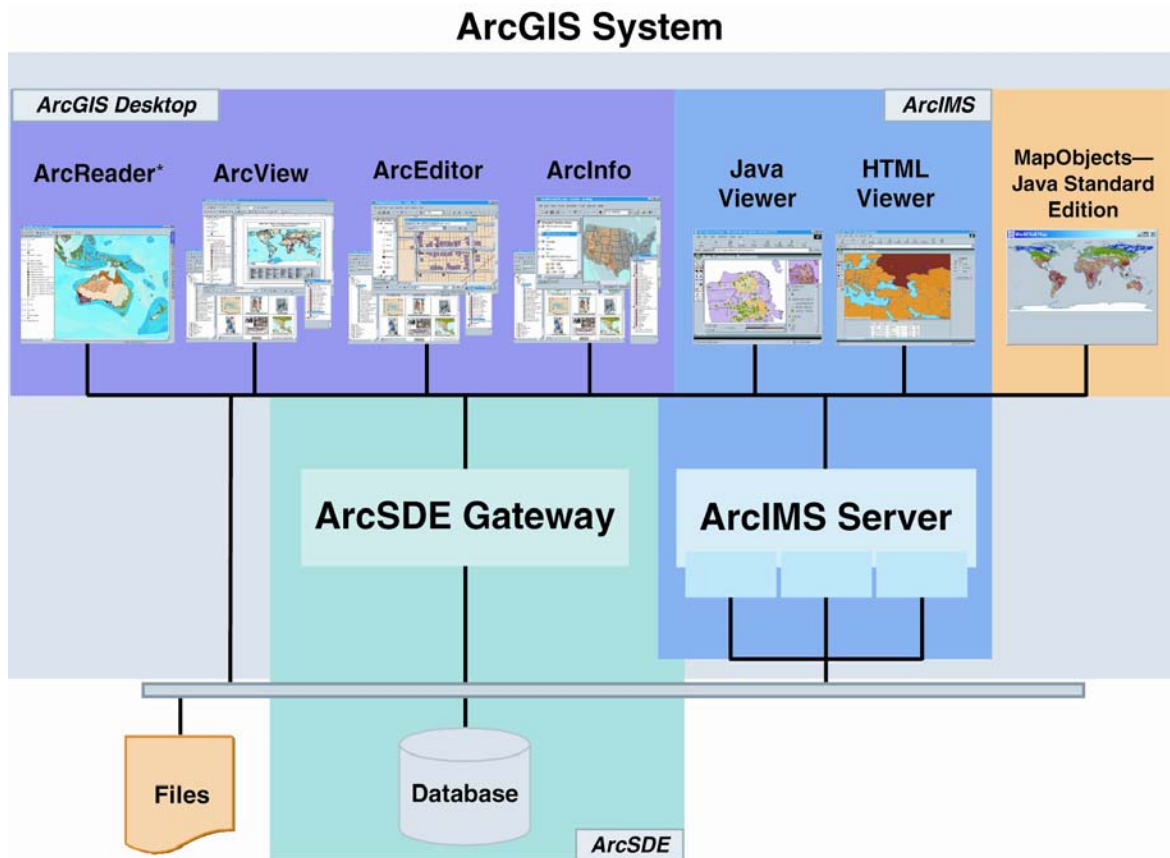 ArcGIS System
ArcGIS Desktop
ArcIMS
ArcReader*
ArcView
ArcEditor
ArcInfo
Java
Viewer
HTML
Viewer
MapObjects—
Java Standard
Edition
ArcSDE Gateway
ArcIMS Server
Files
Database
ArcSDE